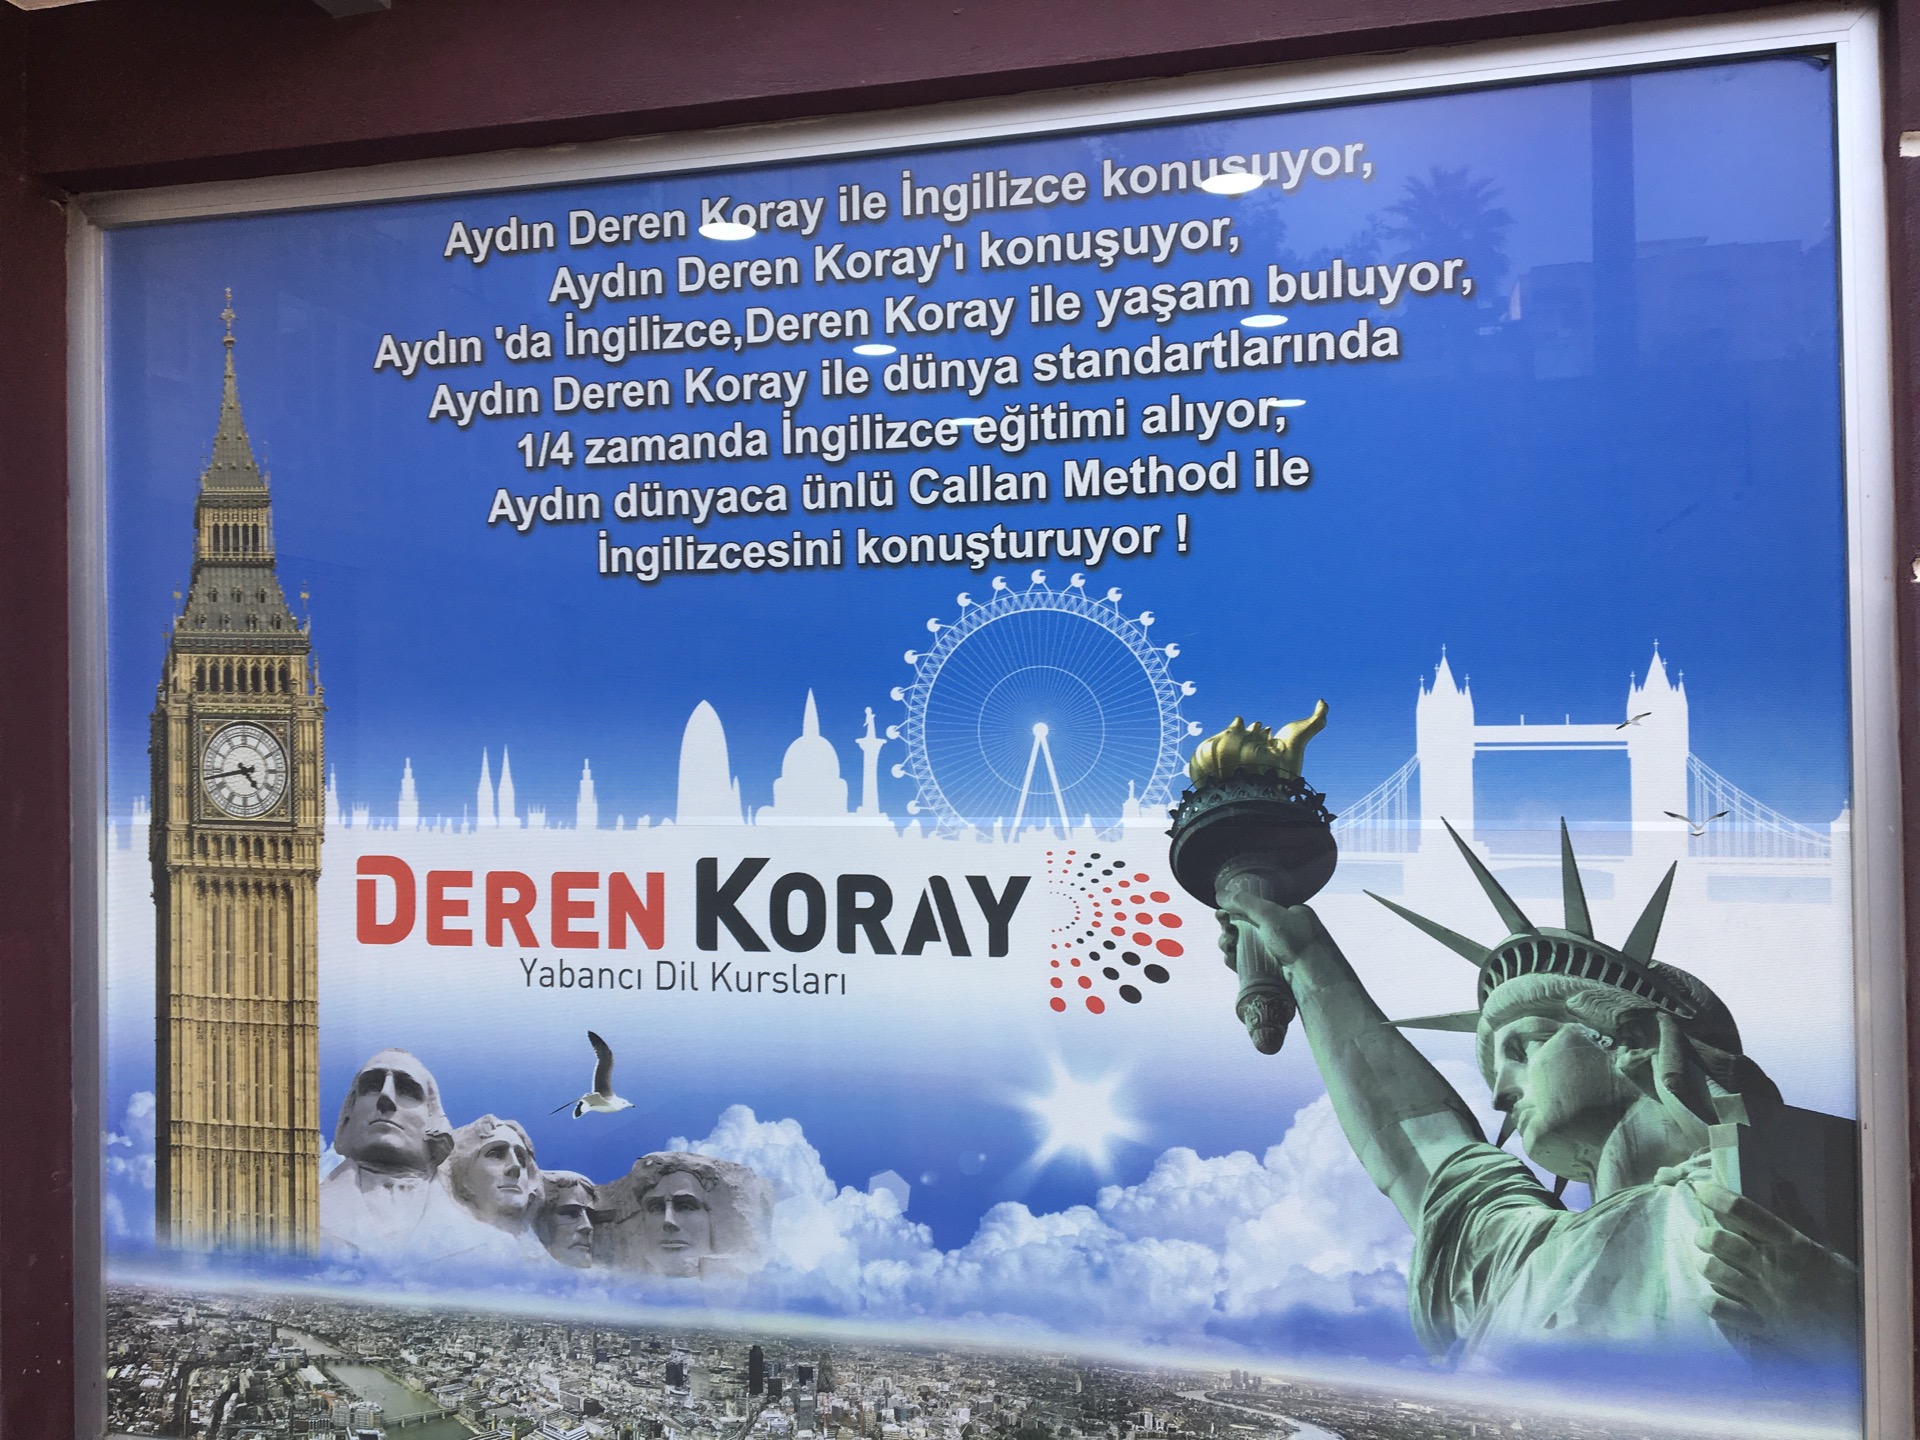 Aydın Deren Koray ile İngilizce konuşuyor,
Aydın Deren Koray'ı konuşuyor,
Aydın 'da İngilizce,Deren Koray ile yaşam buluyor,
Aydın Deren Koray ile dünya standartlarında
1/4 zamanda İngilizce eğitimi alıyor,
Aydın dünyaca ünlü Callan Method ile
İngilizcesini konuşturuyor !
DEREN KORAY
Yabancı Dil Kursları